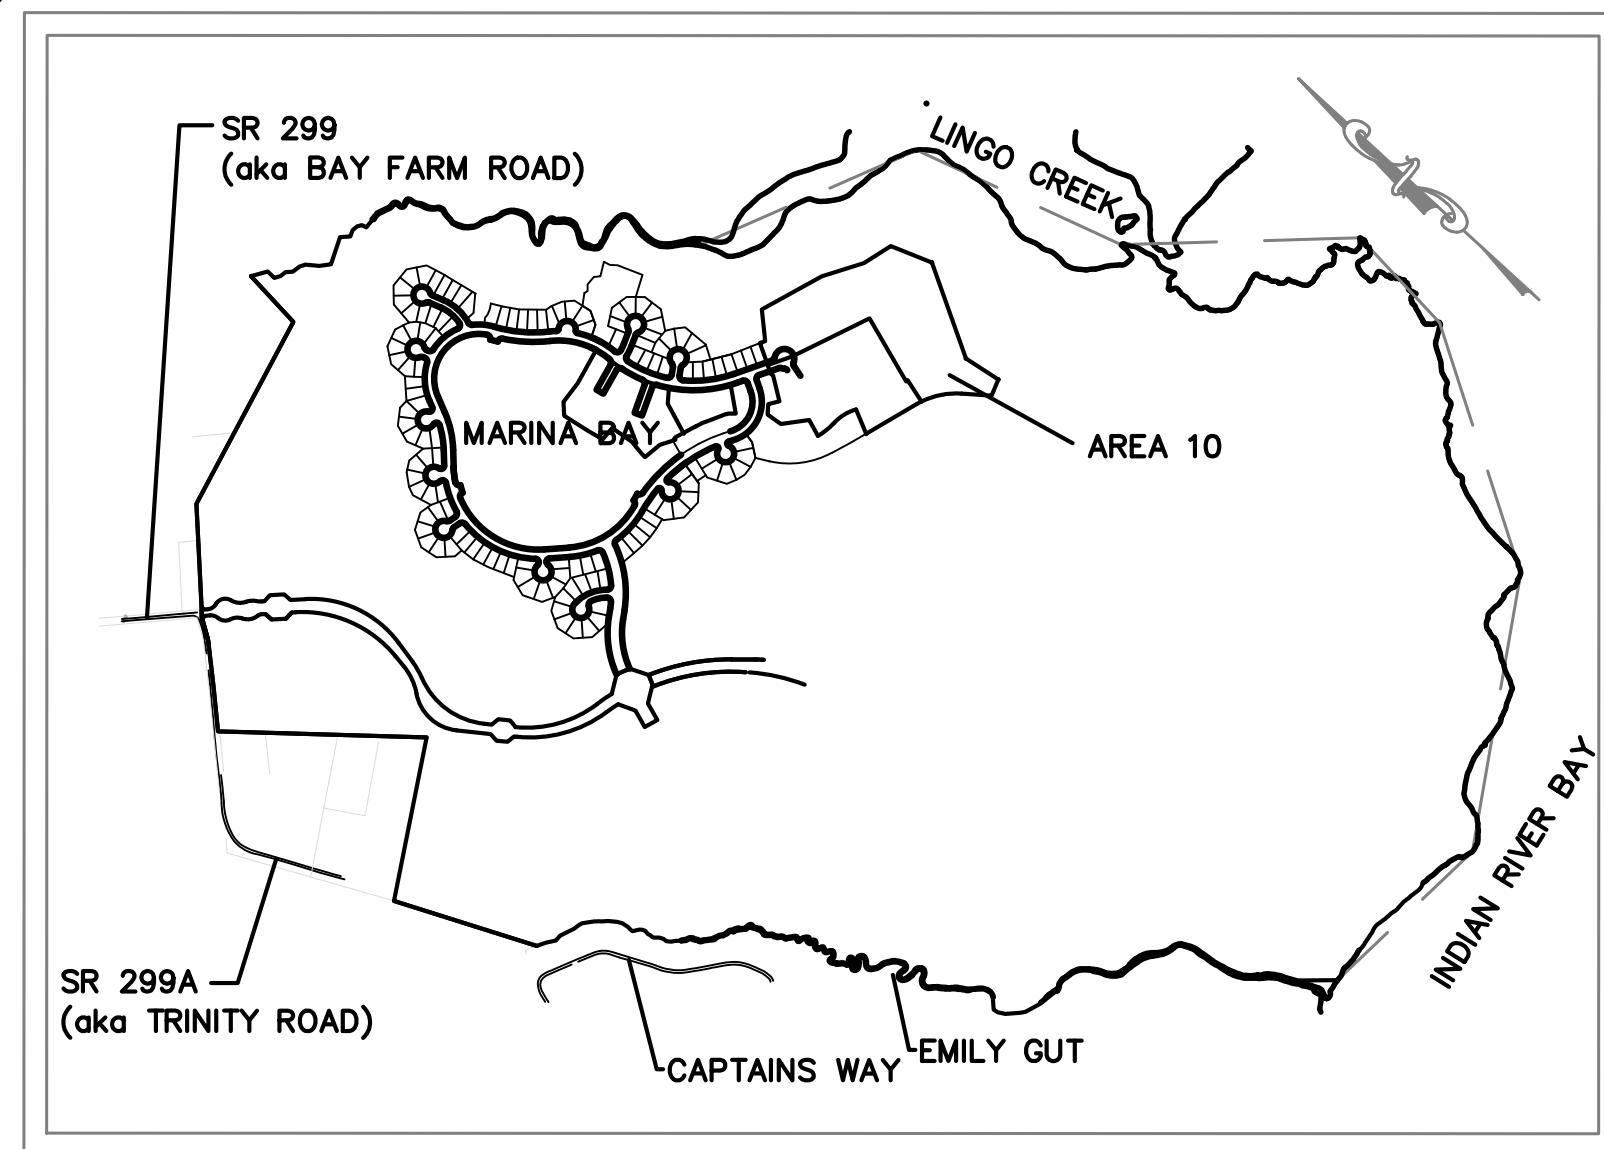 SR 299
(aka BAY FARM ROAD)
LINGO CREEK
MARINA BAY
AREA 10
INDIAN RIVER BAY
SR 299A
(aka TRINITY ROAD)
CAPTAINS WAY
EMILY GUT